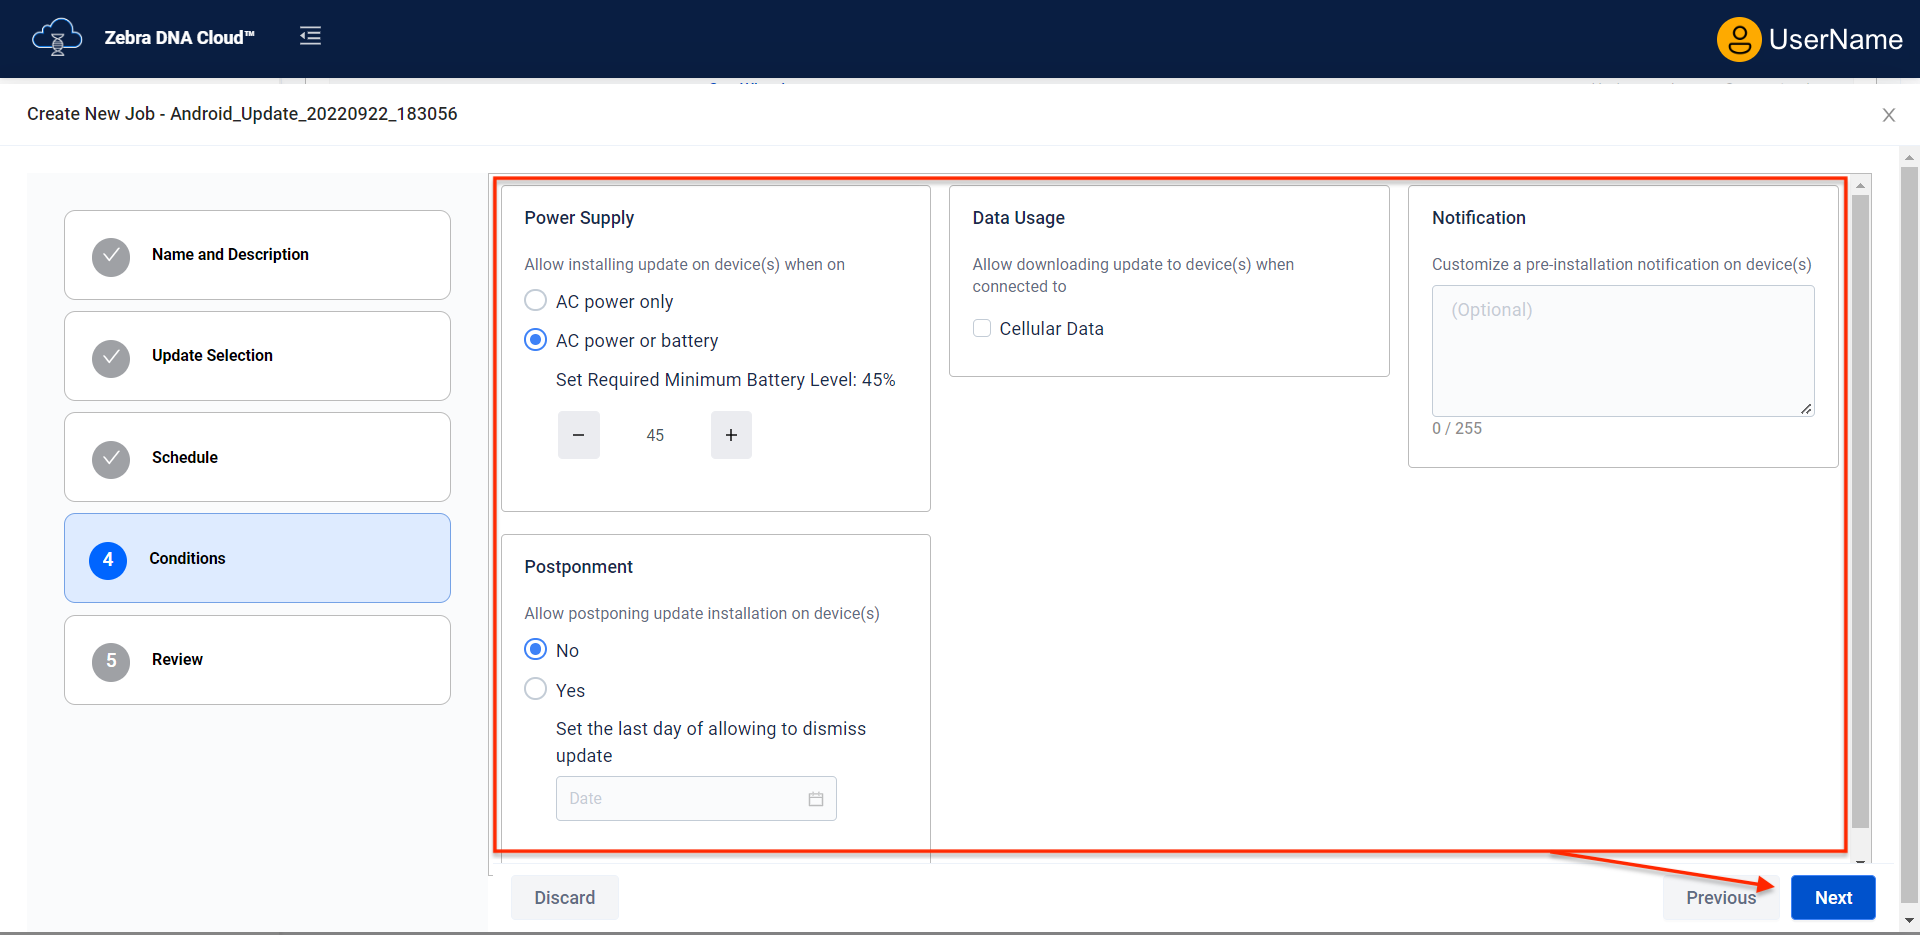 Zebra DNA Cloud™
UserName
Create New Job - Android_Update_20220922_183056
Name and Description
Update Selection
Schedule
4
Conditions
5
Review
Power Supply
Allow installing update on device(s) when on
AC power only
AC power or battery
Set Required Minimum Battery Level: 45%
− 45 +
Data Usage
Allow downloading update to device(s) when
connected to
Cellular Data
Notification
Customize a pre-installation notification on device(s)
(Optional)
0 / 255
Postponment
Allow postponing update installation on device(s)
No
Yes
Set the last day of allowing to dismiss
update
Date
Discard
Previous
Next